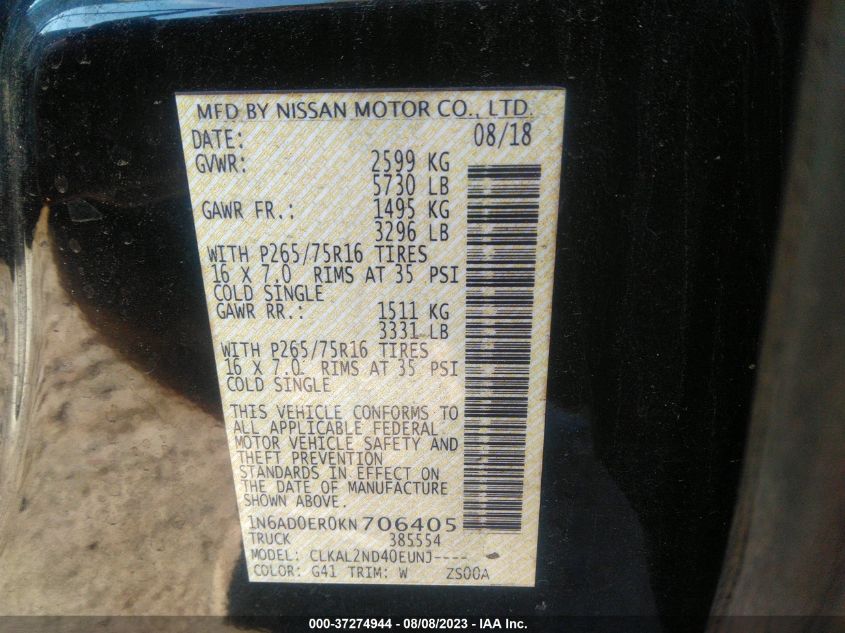 MFD BY NISSAN MOTOR CO., LTD.
DATE: 08/18
GVWR: 2599 KG
5730 LB
GAWR FR.: 1495 KG
3296 LB
WITH P265/75R16 TIRES
16 X 7.0 RIMS AT 35 PSI
COLD SINGLE
GAWR RR.: 1511 KG
3331 LB
WITH P265/75R16 TIRES
16 X 7.0 RIMS AT 35 PSI
COLD SINGLE
THIS VEHICLE CONFORMS TO
ALL APPLICABLE FEDERAL
MOTOR VEHICLE SAFETY AND
THEFT PREVENTION
STANDARDS IN EFFECT ON
THE DATE OF MANUFACTURE
SHOWN ABOVE.
1N6AD0ER0KN706405
TRUCK 385554
MODEL: CLKAL2ND40EUNJ----
COLOR: G41 TRIM: W ZS00A
000-37274944 - 08/08/2023 - IAA Inc.